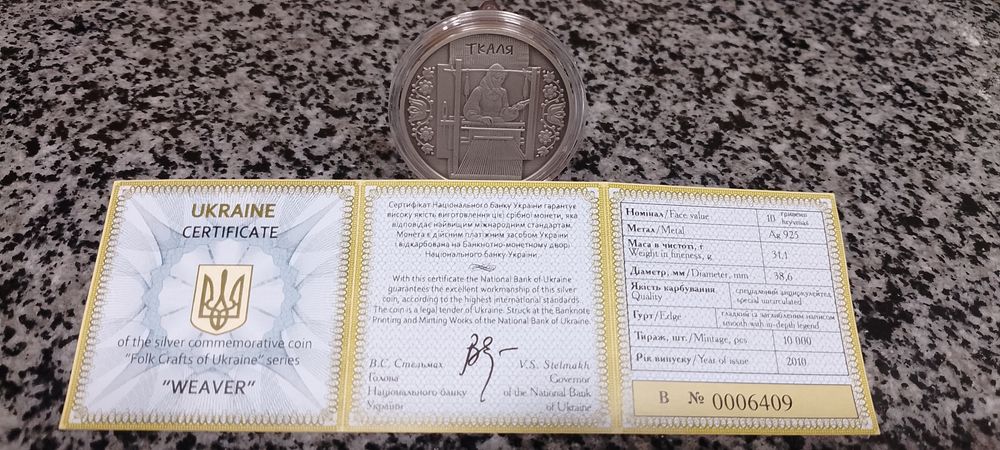 ТКАЛЯ
UKRAINE
CERTIFICATE
of the silver commemorative coin
"Folk Crafts of Ukraine" series
"WEAVER"
Сертифікат Національного Банку України гарантує
високу якість виготовлення цієї срібної монети, яка
відповідає найвищим міжнародним стандартам.
Монета є дійсним платіжним засобом України
і відкарбована на Банкнотно-монетному дворі
Національного банку України.
With this certificate the National Bank of Ukraine
guarantees the excellent workmanship of this silver
coin, according to the highest international standards.
The coin is a legal tender of Ukraine. Struck at the Banknote
Printing and Minting Works of the National Bank of Ukraine.
В.С. Стельмах
Голова
Національного банку
України
V.S. Stelmakh
Governor
of the National Bank
of Ukraine
Номінал/Face value 10 гривень hryvnias
Метал/Metal Ag 925
Маса в чистоті, г
Weight in fineness, g 31,1
Діаметр, мм/Diameter, mm 38,6
Якість карбування
Quality спеціальний анциркулейтед
special uncirculated
Гурт/Edge гладкий із заглибленим написом
smooth with in-depth legend
Тираж, шт./Mintage, pcs 10 000
Рік випуску/Year of issue 2010
В № 0006409